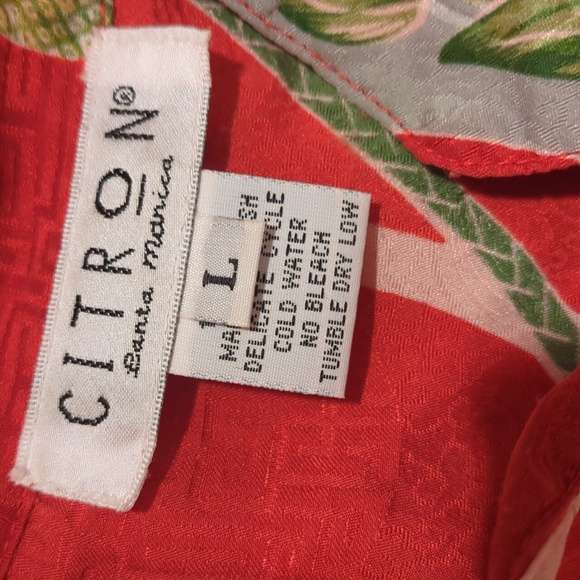 CITRON®
Santa Monica
L
DELICATE CYCLE
COLD WATER
NO BLEACH
TUMBLE DRY LOW